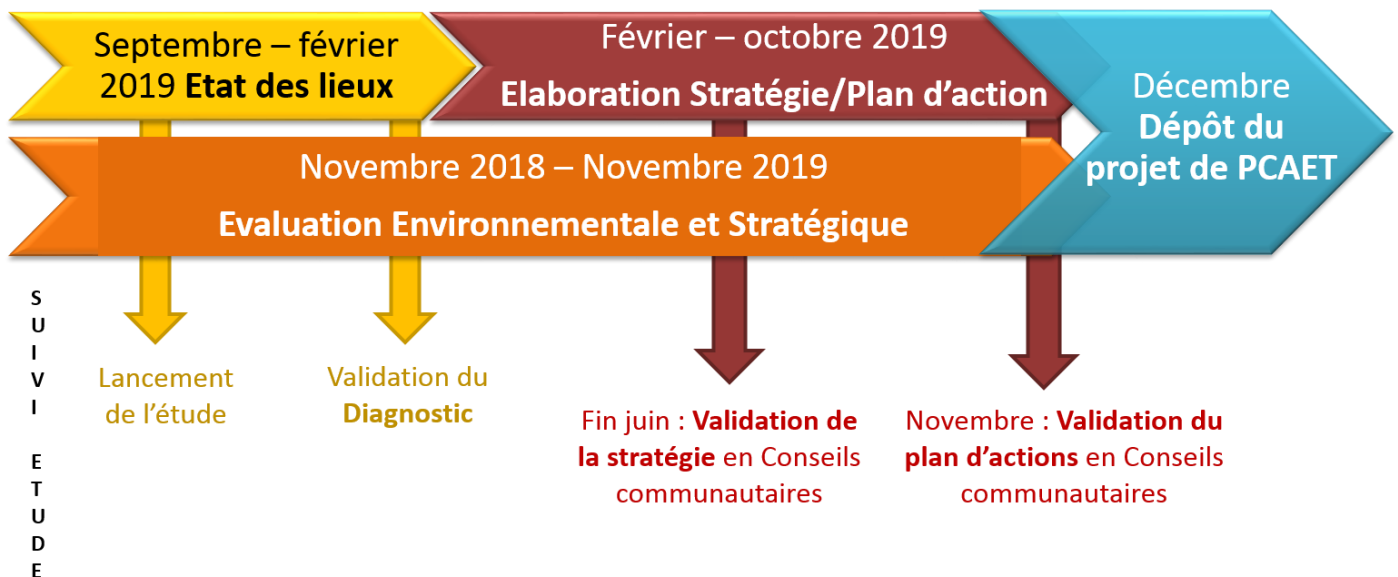 Septembre – février
2019 Etat des lieux
Février – octobre 2019
Elaboration Stratégie/Plan d'action
Décembre
Dépôt du
projet de PCAET
Novembre 2018 – Novembre 2019
Evaluation Environnementale et Stratégique
SUIVI ETUDE
Lancement
de l'étude
Validation du
Diagnostic
Fin juin : Validation de
la stratégie en Conseils
communautaires
Novembre : Validation du
plan d'actions en Conseils
communautaires